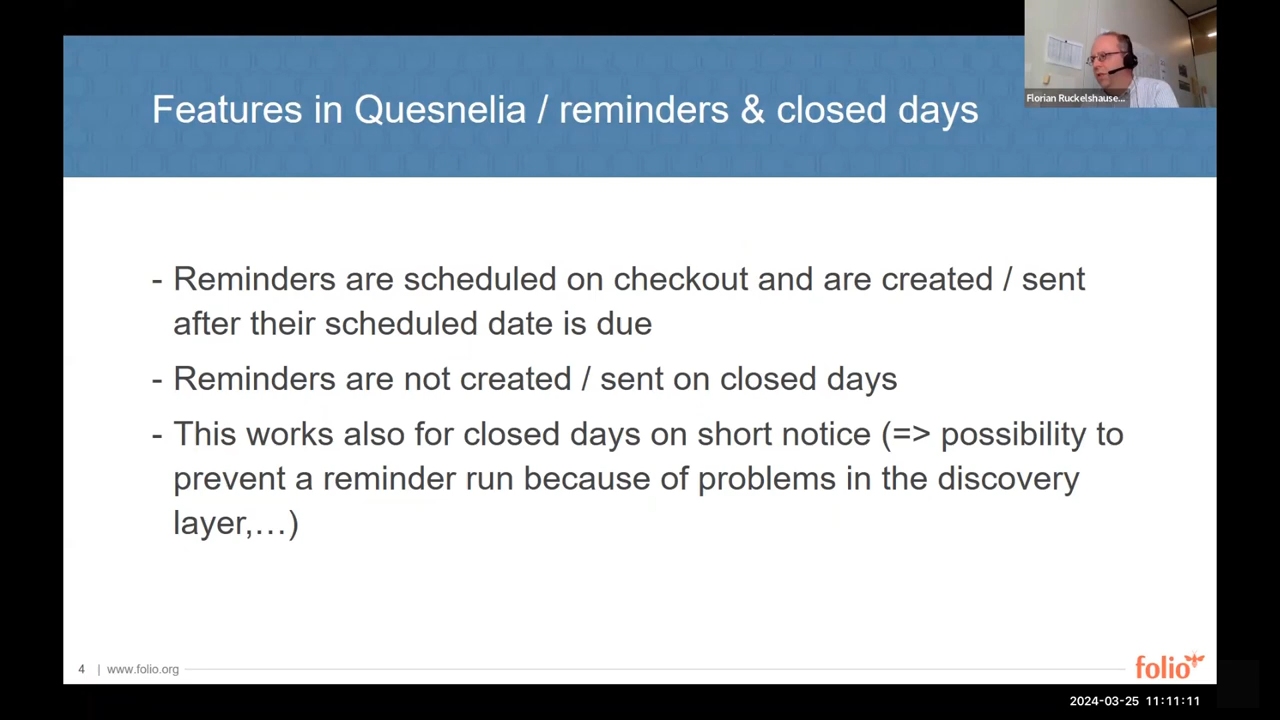 Features in Quesnelia / reminders & closed days
Florian Ruckelshause...
- Reminders are scheduled on checkout and are created / sent
after their scheduled date is due
- Reminders are not created / sent on closed days
- This works also for closed days on short notice (=> possibility to
prevent a reminder run because of problems in the discovery
layer,…)
4 | www.folio.org
folio
2024-03-25 11:11:11